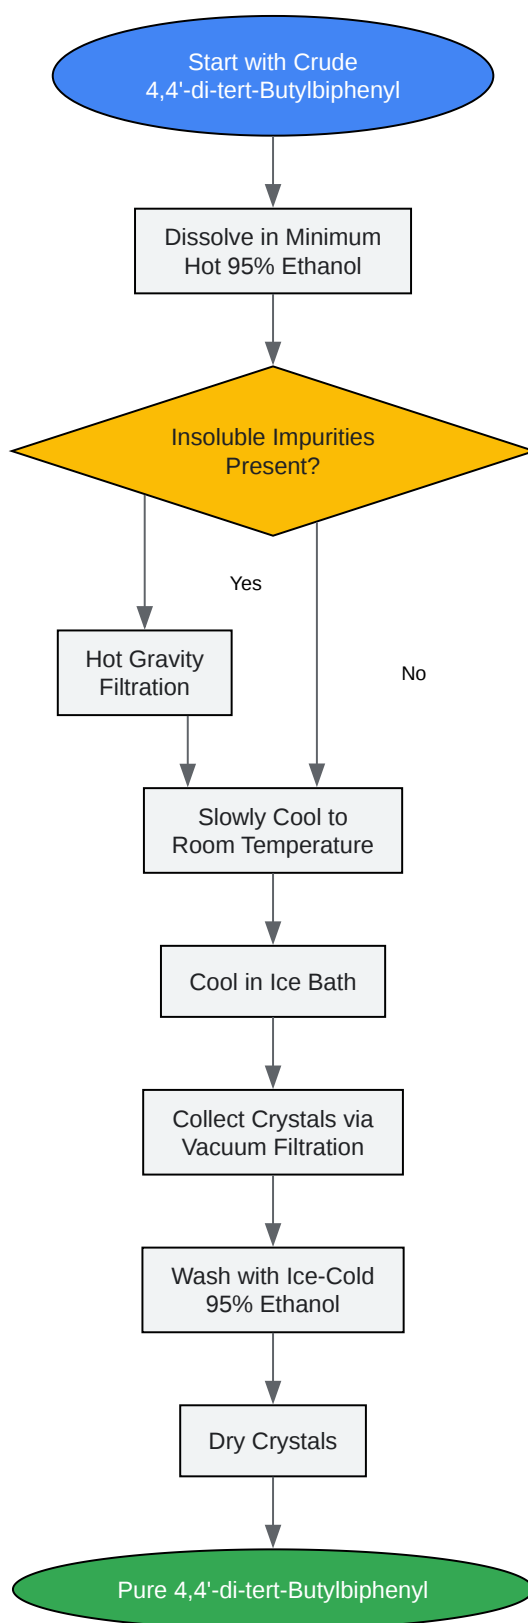 Start with Crude
4,4'-di-tert-Butylbiphenyl
Dissolve in Minimum
Hot 95% Ethanol
Insoluble Impurities
Present?
Yes
Hot Gravity
Filtration
No
Slowly Cool to
Room Temperature
Cool in Ice Bath
Collect Crystals via
Vacuum Filtration
Wash with Ice-Cold
95% Ethanol
Dry Crystals
Pure 4,4'-di-tert-Butylbiphenyl